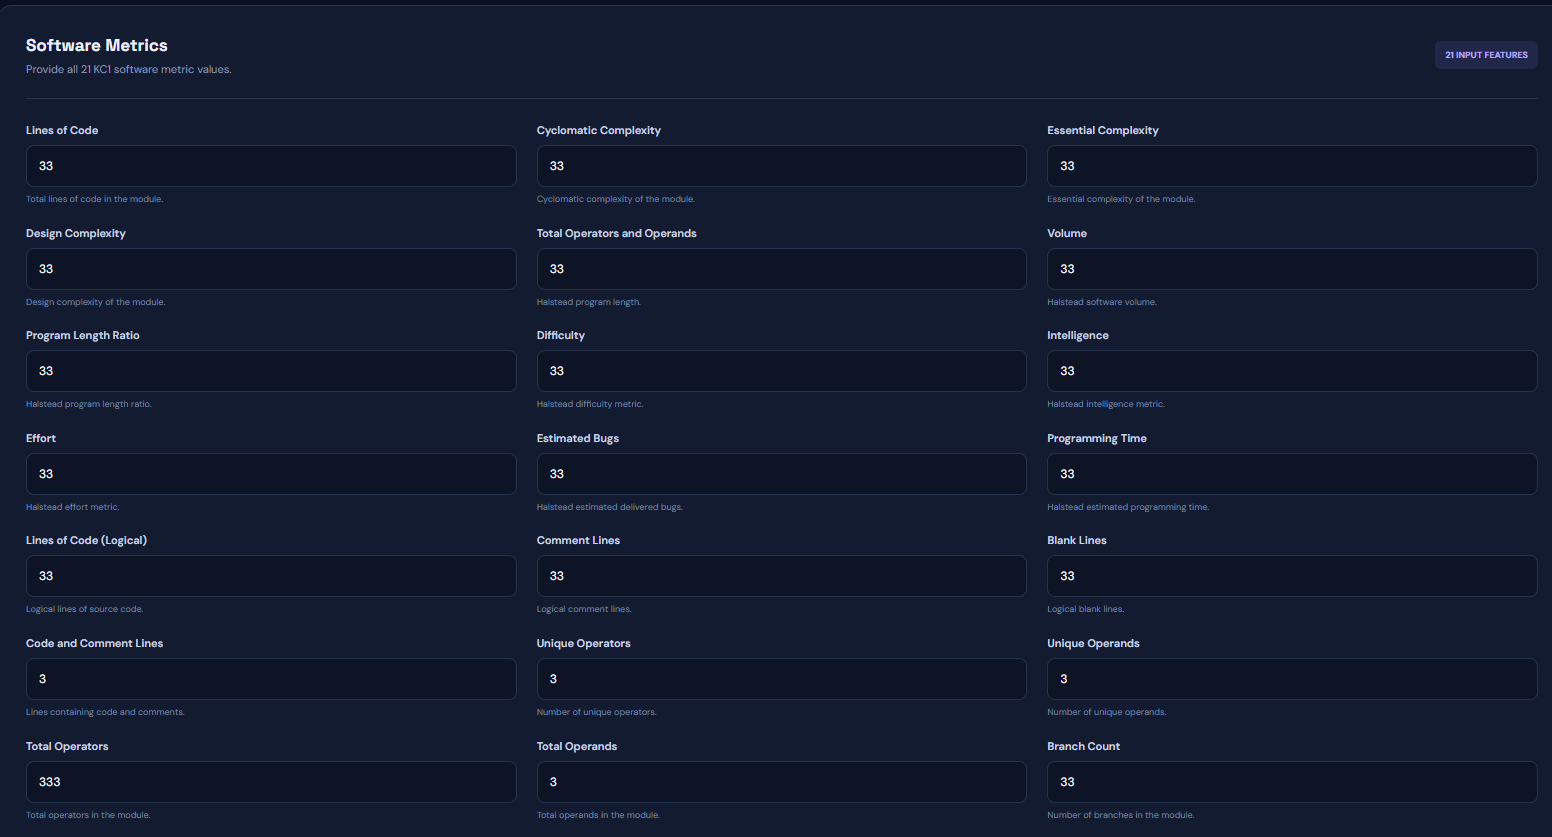 Software Metrics
Provide all 21 KC1 software metric values.
21 INPUT FEATURES
Lines of Code
33
Total lines of code in the module.
Cyclomatic Complexity
33
Cyclomatic complexity of the module.
Essential Complexity
33
Essential complexity of the module.
Design Complexity
33
Design complexity of the module.
Total Operators and Operands
33
Halstead program length.
Volume
33
Halstead software volume.
Program Length Ratio
33
Halstead program length ratio.
Difficulty
33
Halstead difficulty metric.
Intelligence
33
Halstead intelligence metric.
Effort
33
Halstead effort metric.
Estimated Bugs
33
Halstead estimated delivered bugs.
Programming Time
33
Halstead estimated programming time.
Lines of Code (Logical)
33
Logical lines of source code.
Comment Lines
33
Logical comment lines.
Blank Lines
33
Logical blank lines.
Code and Comment Lines
3
Lines containing code and comments.
Unique Operators
3
Number of unique operators.
Unique Operands
3
Number of unique operands.
Total Operators
333
Total operators in the module.
Total Operands
3
Total operands in the module.
Branch Count
33
Number of branches in the module.